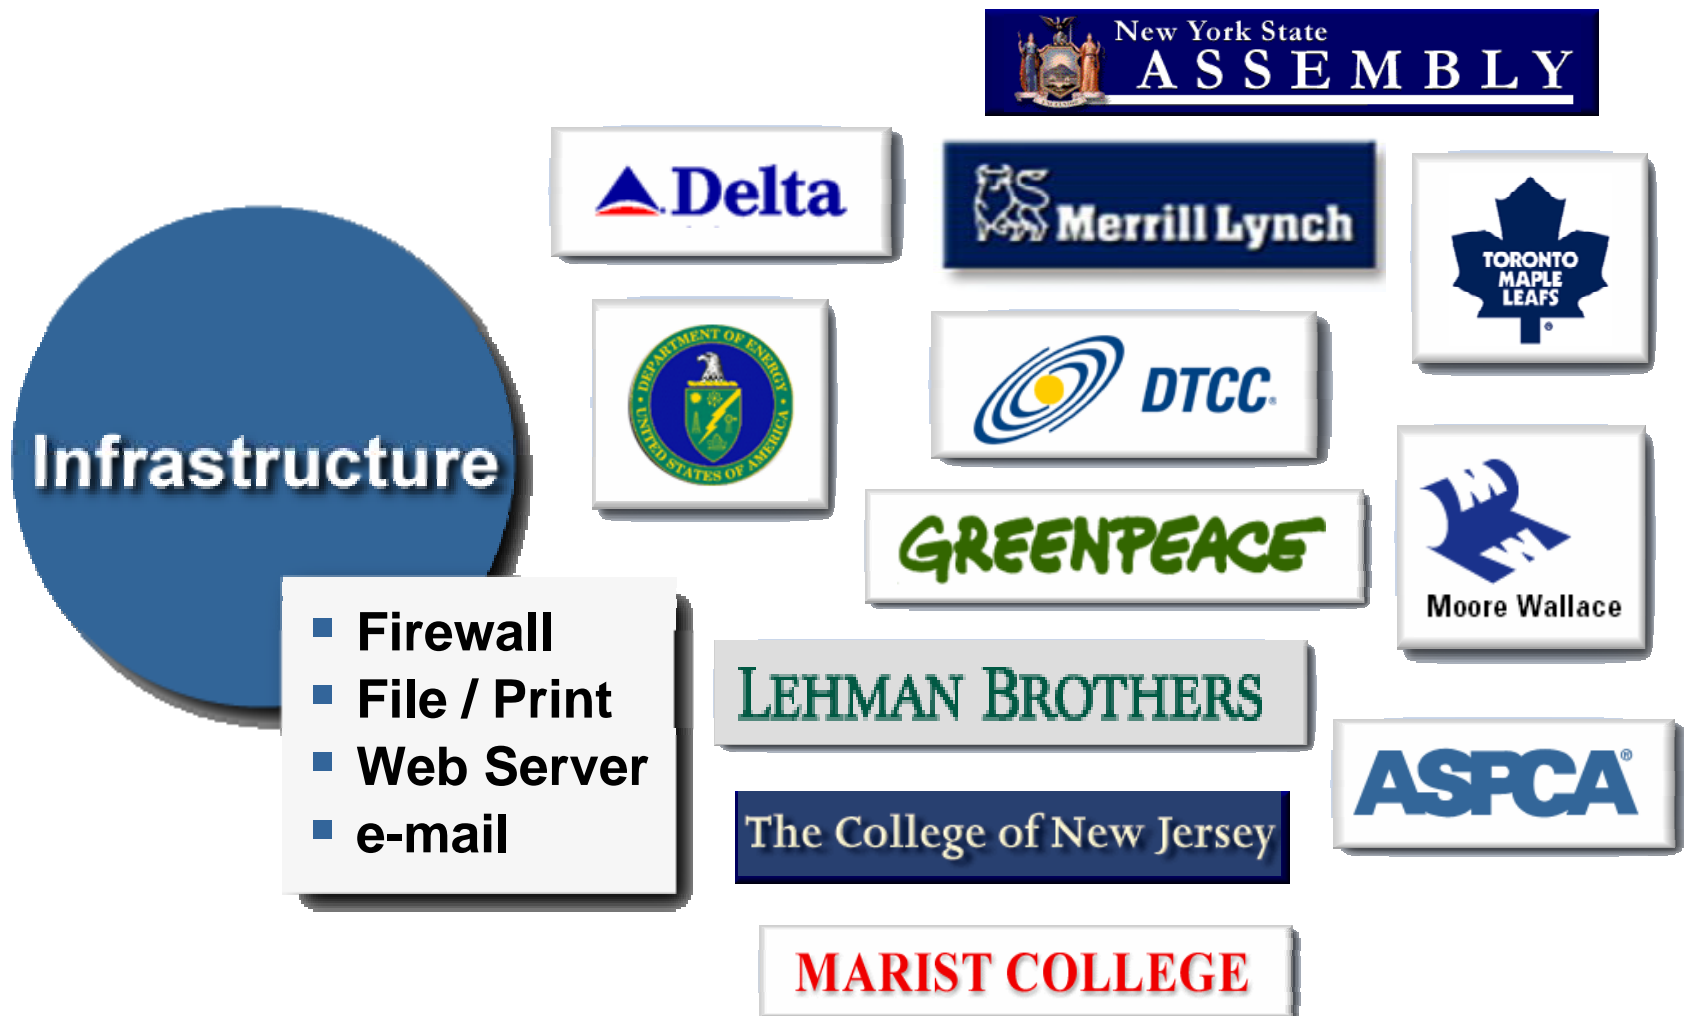 New York State
ASSEMBLY
Delta
Merrill Lynch
TORONTO
MAPLE
LEAFS
DEPARTMENT OF ENERGY
UNITED STATES OF AMERICA
DTCC
Infrastructure
GREENPEACE
M
W
Moore Wallace
Firewall
File / Print
Web Server
e-mail
LEHMAN BROTHERS
ASPCA®
The College of New Jersey
MARIST COLLEGE